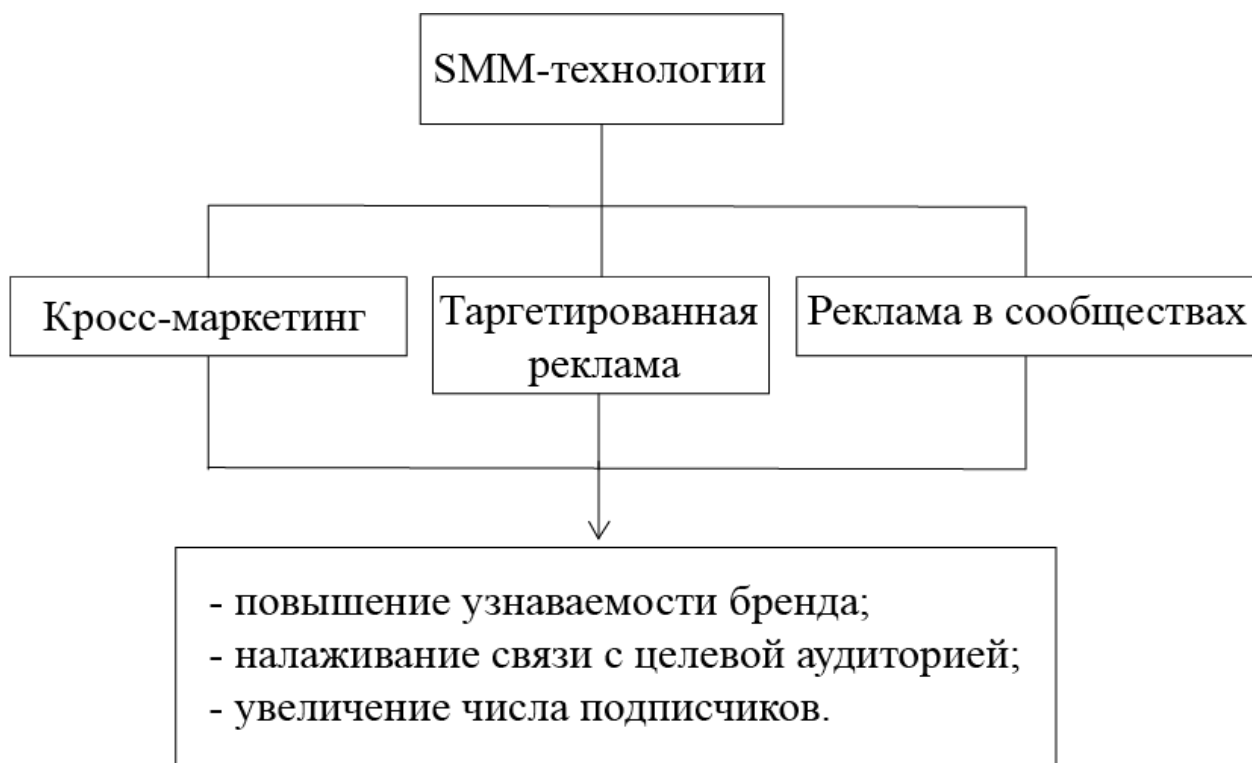 SMM-технологии
Кросс-маркетинг
Таргетированная
реклама
Реклама в сообществах
- повышение узнаваемости бренда;
- налаживание связи с целевой аудиторией;
- увеличение числа подписчиков.